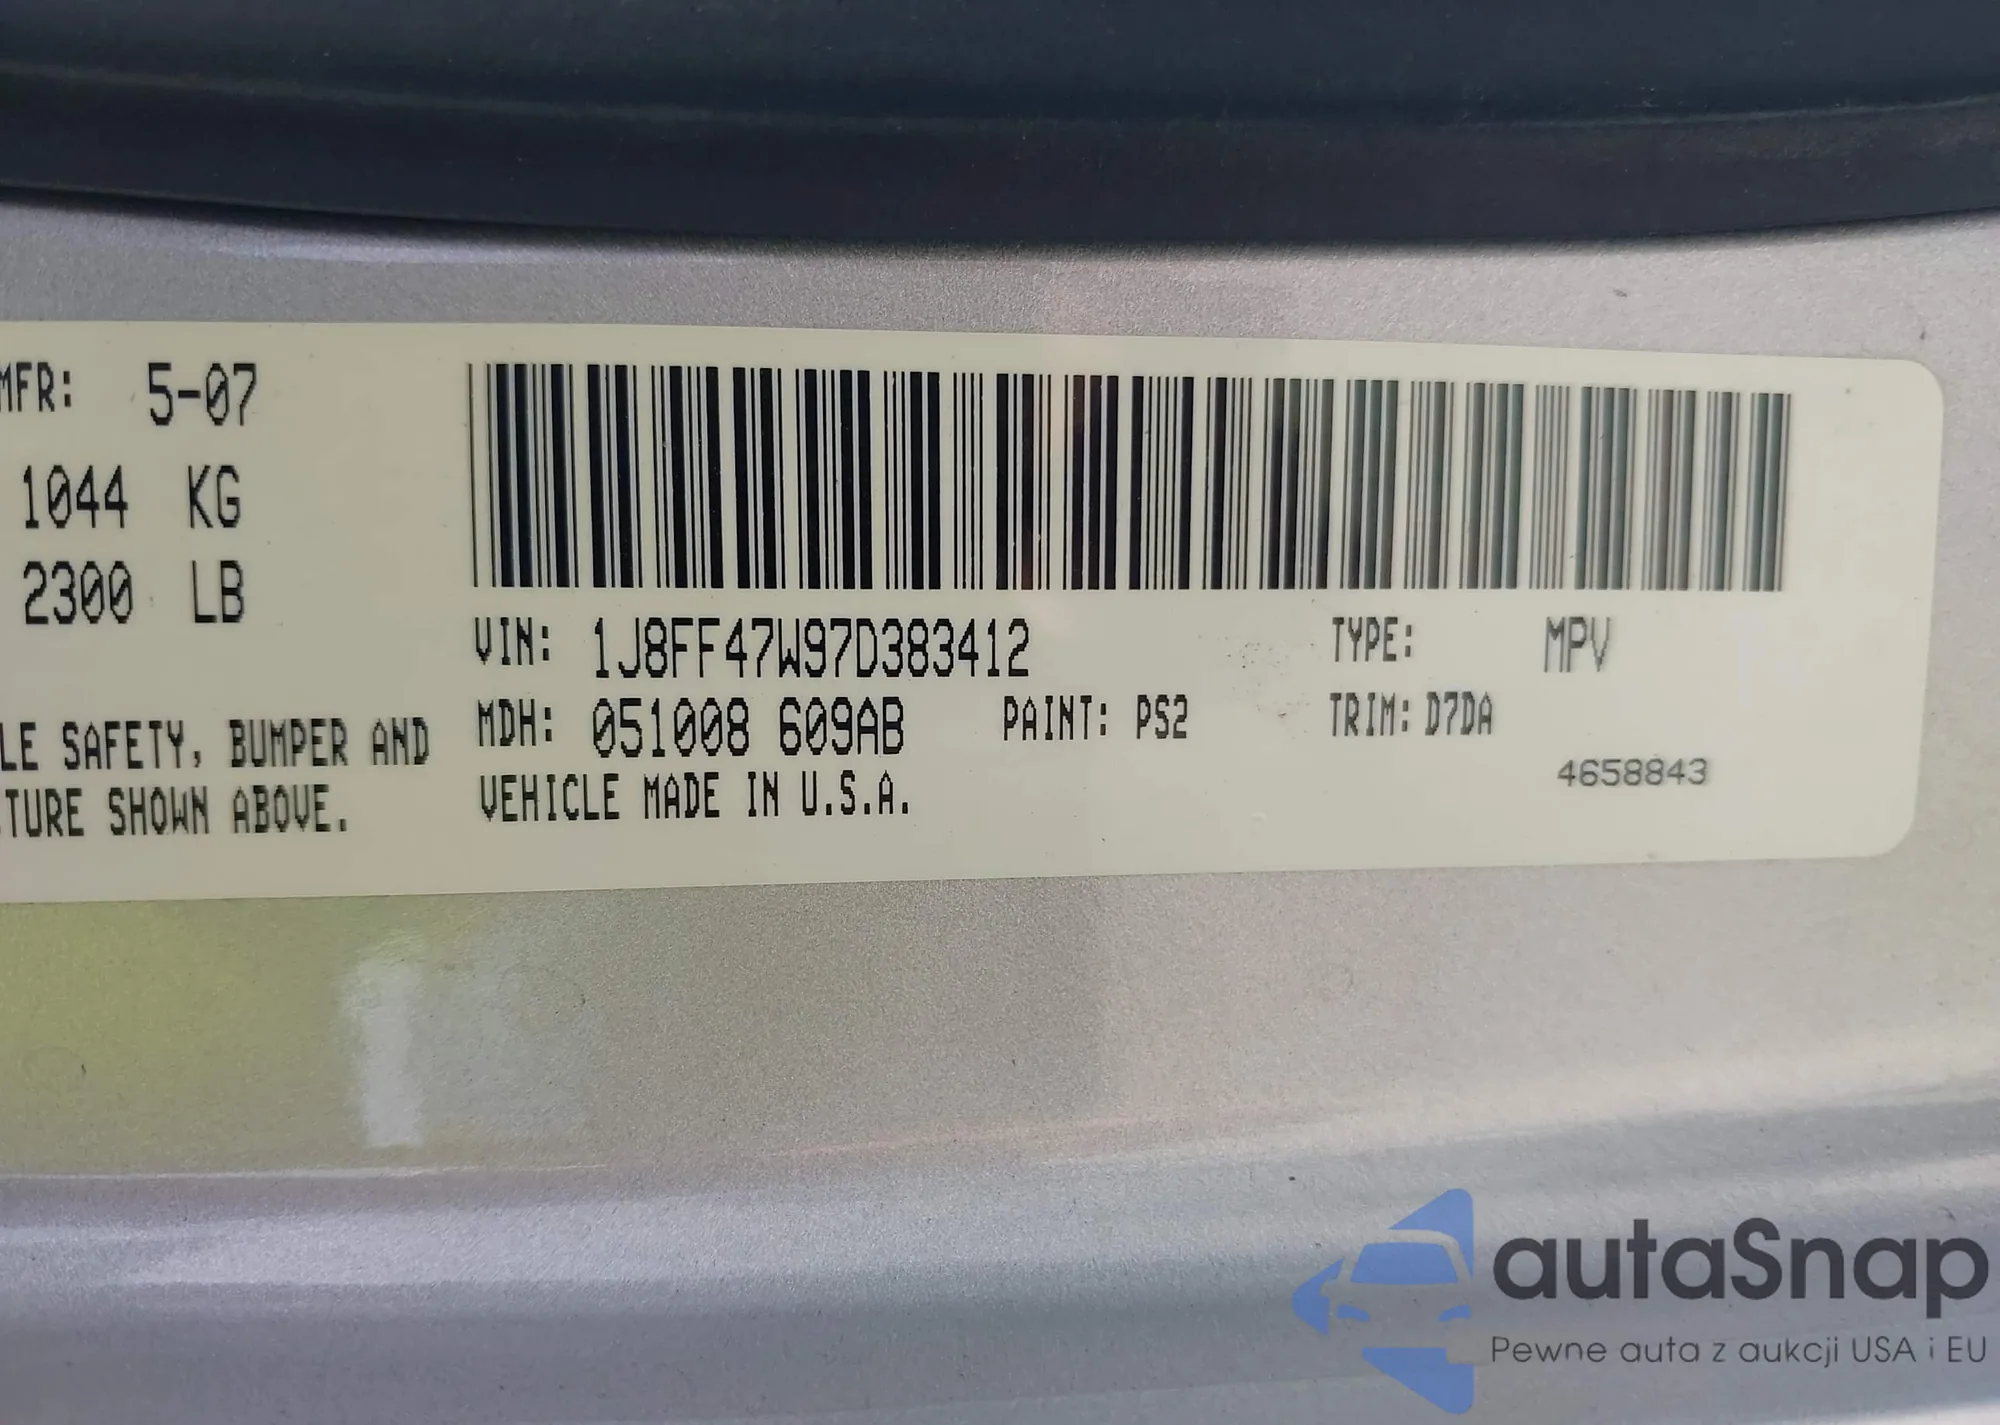 MFR: 5-07
1044 KG
2300 LB
VIN: 1J8FF47W97D383412 TYPE: MPV
MDH: 051008 609AB PAINT: PS2 TRIM: D7DA
LE SAFETY, BUMPER AND
TURE SHOWN ABOVE.
VEHICLE MADE IN U.S.A.
4658843
autaSnap
Pewne auta z aukcji USA i EU